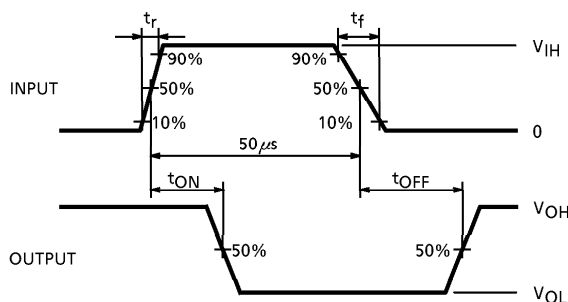 tr
tf
90%
90%
VIH
INPUT
50%
50%
10%
10%
0
50μs
tON
tOFF
VOH
OUTPUT
50%
50%
VOL